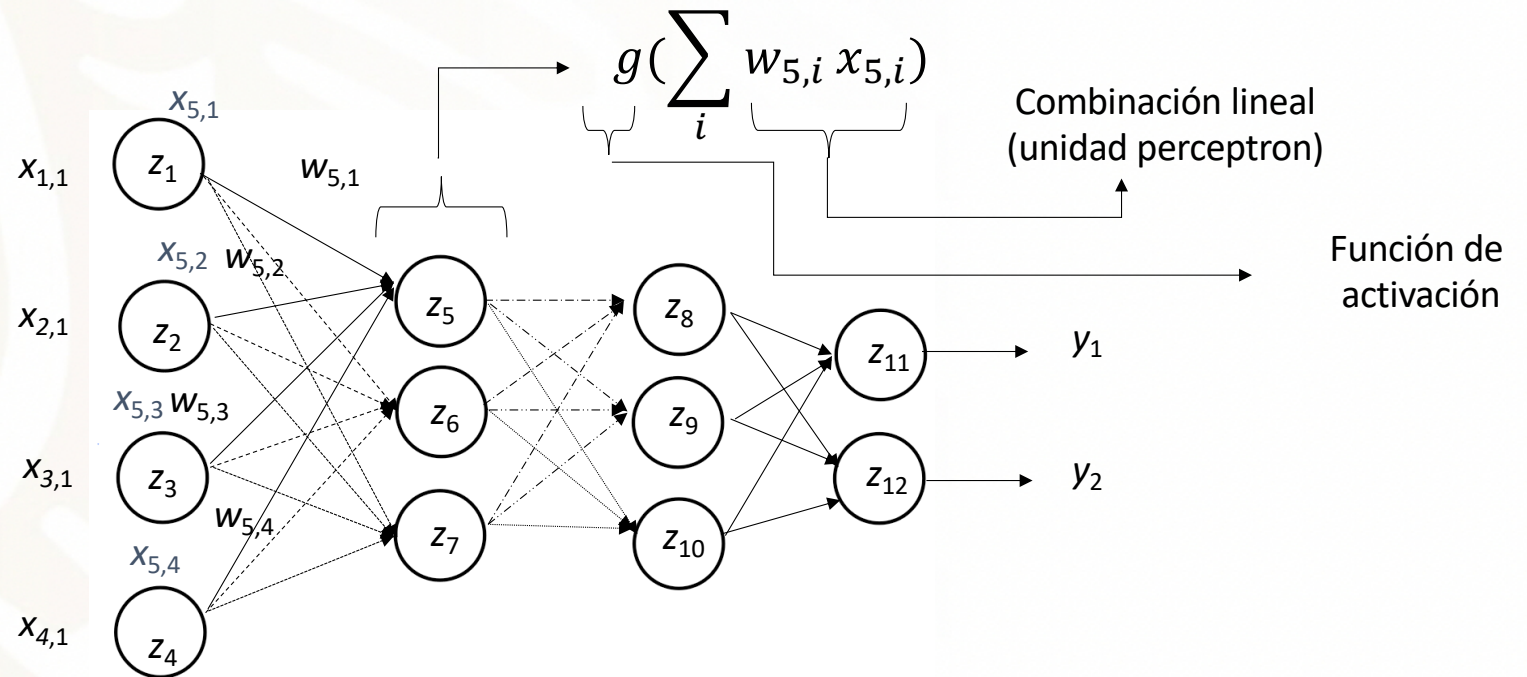 g(∑ w₅,ᵢ x₅,ᵢ)
i
Combinación lineal
(unidad perceptron)
Función de
activación
x₅,₁
x₁,₁
z₁
w₅,₁
x₅,₂
w₅,₂
x₂,₁
z₂
z₅
z₈
z₁₁
y₁
x₅,₃
w₅,₃
z₆
z₉
x₃,₁
z₃
z₁₂
y₂
w₅,₄
z₇
z₁₀
x₅,₄
x₄,₁
z₄